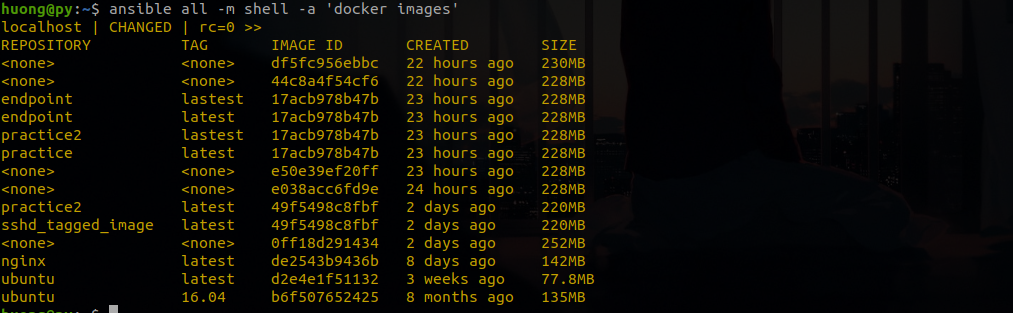 huong@py:~$ ansible all -m shell -a 'docker images'
localhost | CHANGED | rc=0 >>
REPOSITORY TAG IMAGE ID CREATED SIZE
<none> <none> df5fc956ebbc 22 hours ago 230MB
<none> <none> 44c8a4f54cf6 22 hours ago 228MB
endpoint lastest 17acb978b47b 23 hours ago 228MB
endpoint latest 17acb978b47b 23 hours ago 228MB
practice2 lastest 17acb978b47b 23 hours ago 228MB
practice latest 17acb978b47b 23 hours ago 228MB
<none> <none> e50e39ef20ff 23 hours ago 228MB
<none> <none> e038acc6fd9e 24 hours ago 228MB
practice2 latest 49f5498c8fbf 2 days ago 220MB
sshd_tagged_image latest 49f5498c8fbf 2 days ago 220MB
<none> <none> 0ff18d291434 2 days ago 252MB
nginx latest de2543b9436b 8 days ago 142MB
ubuntu latest d2e4e1f51132 3 weeks ago 77.8MB
ubuntu 16.04 b6f507652425 8 months ago 135MB